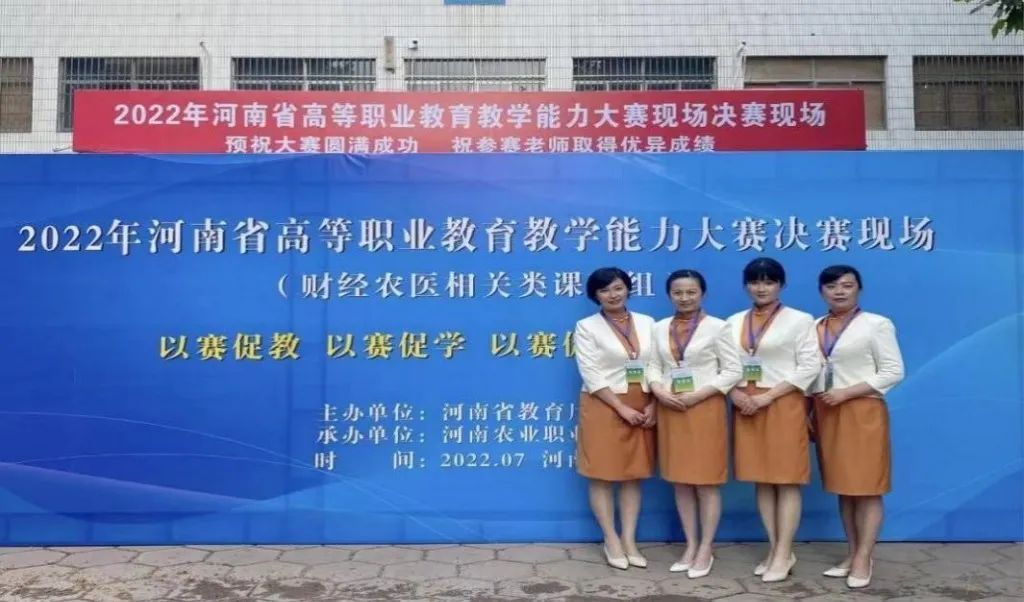 2022年河南省高等职业教育教学能力大赛现场决赛现场
预祝大赛圆满成功 祝参赛老师取得优异成绩
2022年河南省高等职业教育教学能力大赛决赛现场
（财经农医相关类课 组
以赛促教 以赛促学 以赛促
主办单位：河南省教育厅
承办单位：河南农业职业
时 间：2022.07 河南